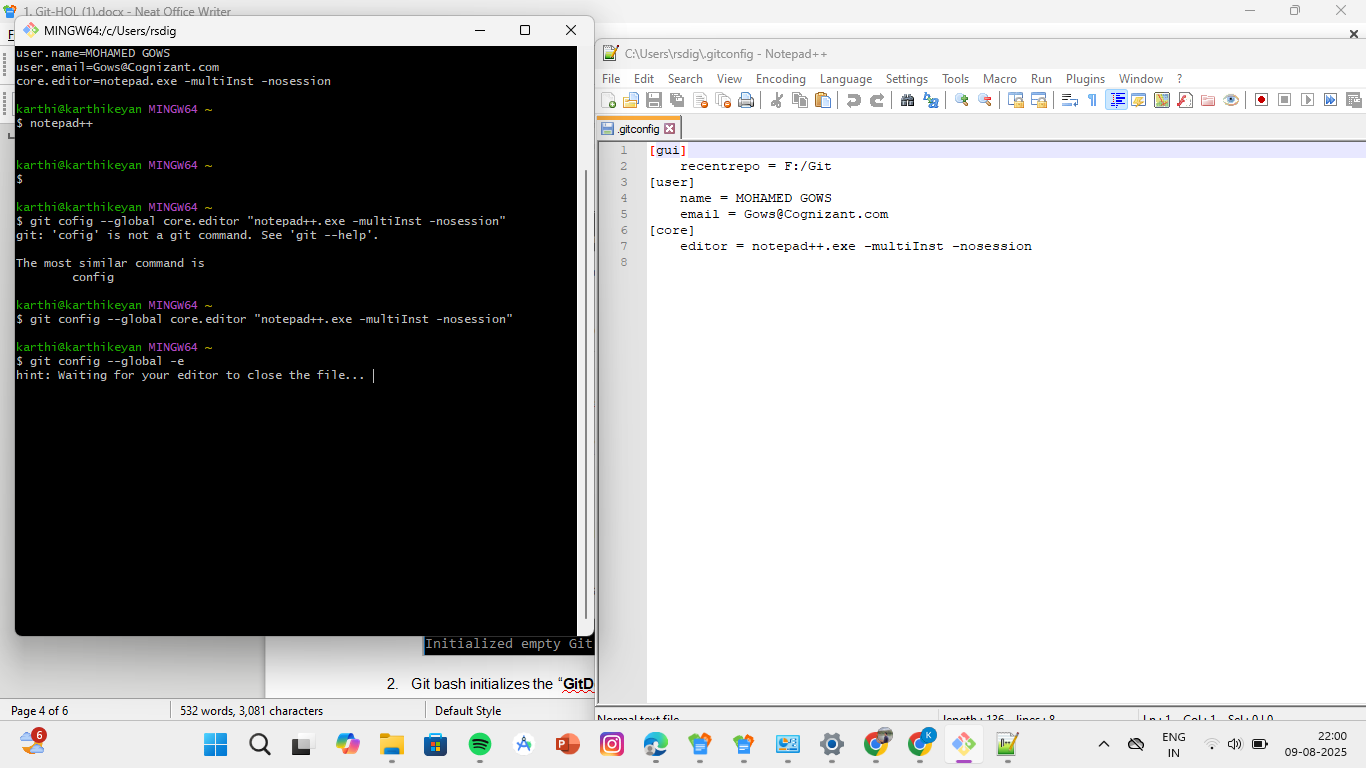 1. Git-HOL (1).docx - Neat Office Writer
MINGW64:/c/Users/rsdig
user.name=MOHAMED GOWS
user.email=Gows@Cognizant.com
core.editor=notepad.exe -multiInst -nosession
karthi@karthikeyan MINGW64 ~
$ notepad++
karthi@karthikeyan MINGW64 ~
$
karthi@karthikeyan MINGW64 ~
$ git cofig --global core.editor "notepad++.exe -multiInst -nosession"
git: 'cofig' is not a git command. See 'git --help'.
The most similar command is
config
karthi@karthikeyan MINGW64 ~
$ git config --global core.editor "notepad++.exe -multiInst -nosession"
karthi@karthikeyan MINGW64 ~
$ git config --global -e
hint: Waiting for your editor to close the file...
C:\Users\rsdig\.gitconfig - Notepad++
File Edit Search View Encoding Language Settings Tools Macro Run Plugins Window ?
.gitconfig
1 [gui]
2 recentrepo = F:/Git
3 [user]
4 name = MOHAMED GOWS
5 email = Gows@Cognizant.com
6 [core]
7 editor = notepad++.exe -multiInst -nosession
8
Initialized empty Git
2. Git bash initializes the “GitD
Page 4 of 6 532 words, 3,081 characters Default Style
Normal text file length : 136 lines : 8 Ln : 1 Col : 1 Sel : 0 | 0
6
K
ENG
IN
22:00
09-08-2025